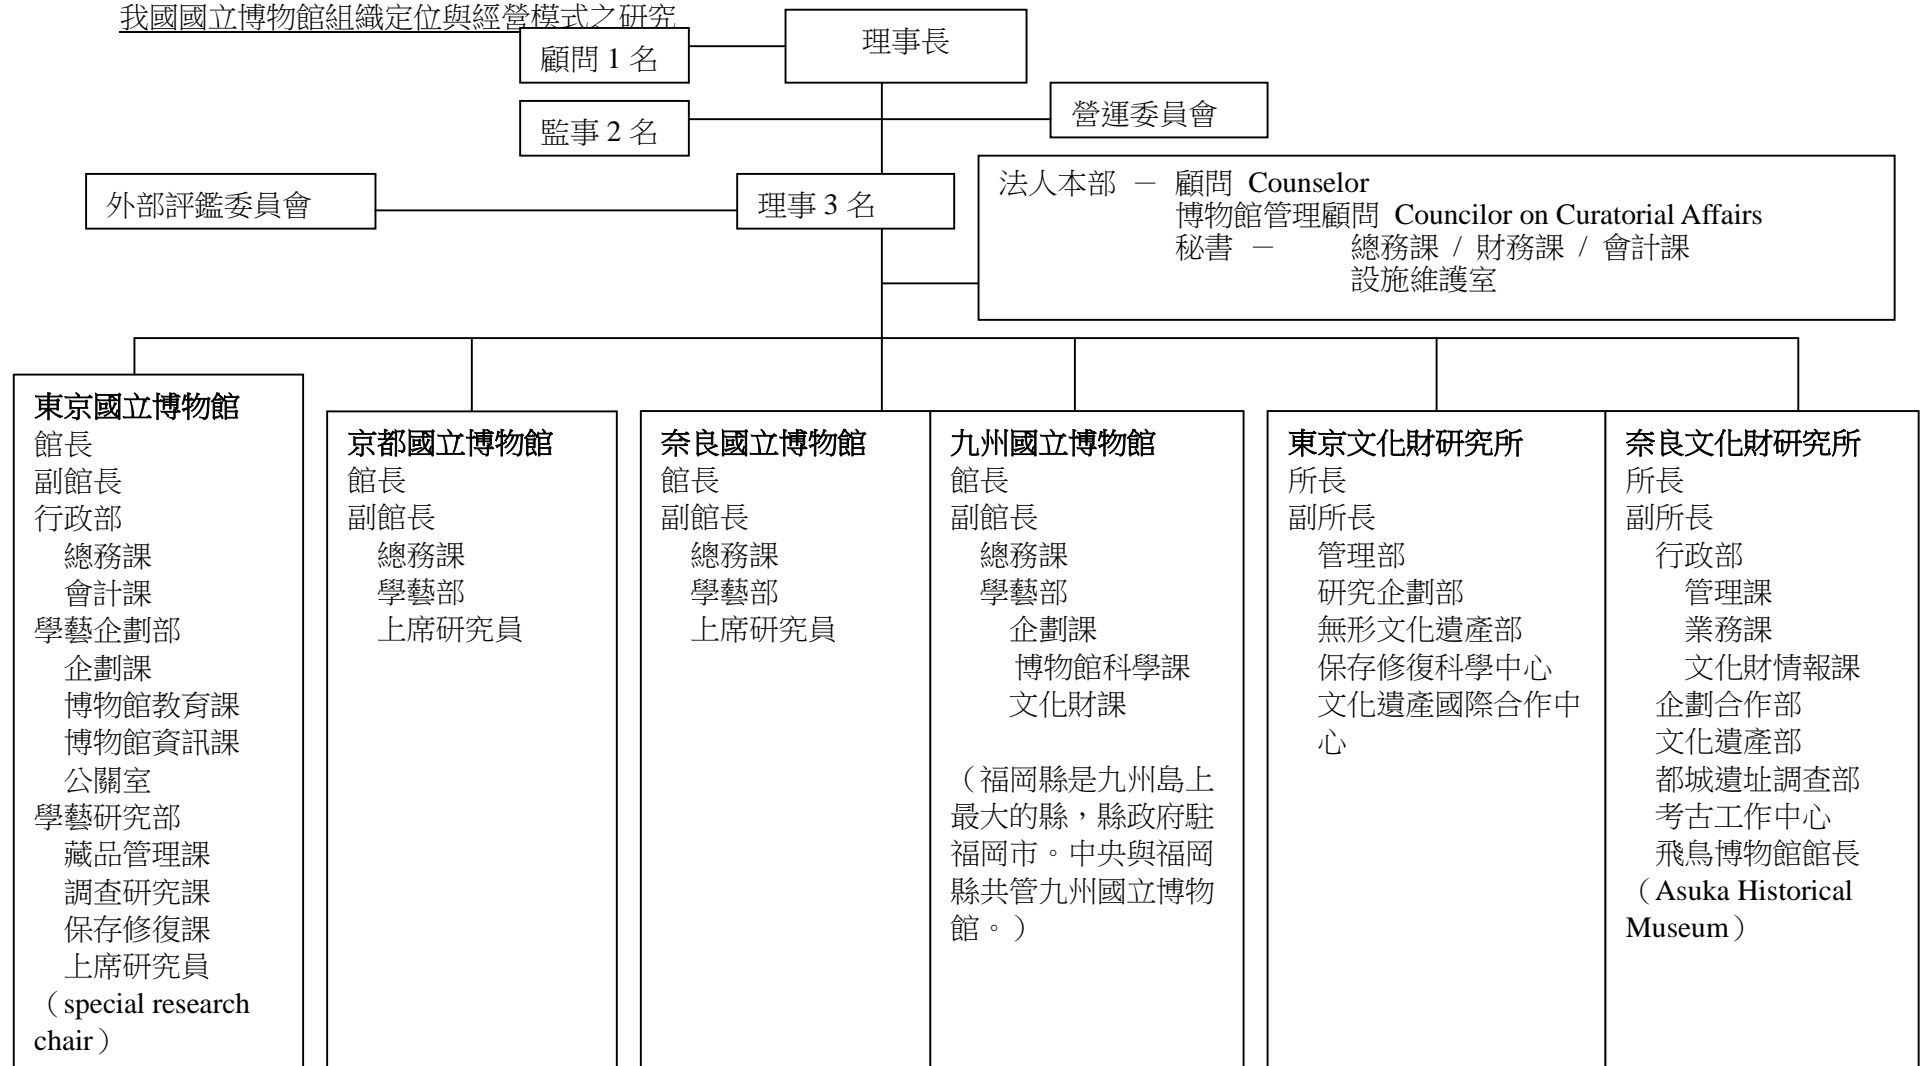 我國國立博物館組織定位與經營模式之研究
顧問 1 名
理事長
監事 2 名
營運委員會
外部評鑑委員會
理事 3 名
法人本部 － 顧問 Counselor
博物館管理顧問 Councilor on Curatorial Affairs
秘書 － 總務課 / 財務課 / 會計課
設施維護室
東京國立博物館
館長
副館長
行政部
總務課
會計課
學藝企劃部
企劃課
博物館教育課
博物館資訊課
公關室
學藝研究部
藏品管理課
調查研究課
保存修復課
上席研究員
（special research
chair）
京都國立博物館
館長
副館長
總務課
學藝部
上席研究員
奈良國立博物館
館長
副館長
總務課
學藝部
上席研究員
九州國立博物館
館長
副館長
總務課
學藝部
企劃課
博物館科學課
文化財課
（福岡縣是九州島上
最大的縣，縣政府駐
福岡市。中央與福岡
縣共管九州國立博物
館。）
東京文化財研究所
所長
副所長
管理部
研究企劃部
無形文化遺產部
保存修復科學中心
文化遺產國際合作中
心
奈良文化財研究所
所長
副所長
行政部
管理課
業務課
文化財情報課
企劃合作部
文化遺產部
都城遺址調查部
考古工作中心
飛鳥博物館館長
（Asuka Historical
Museum）